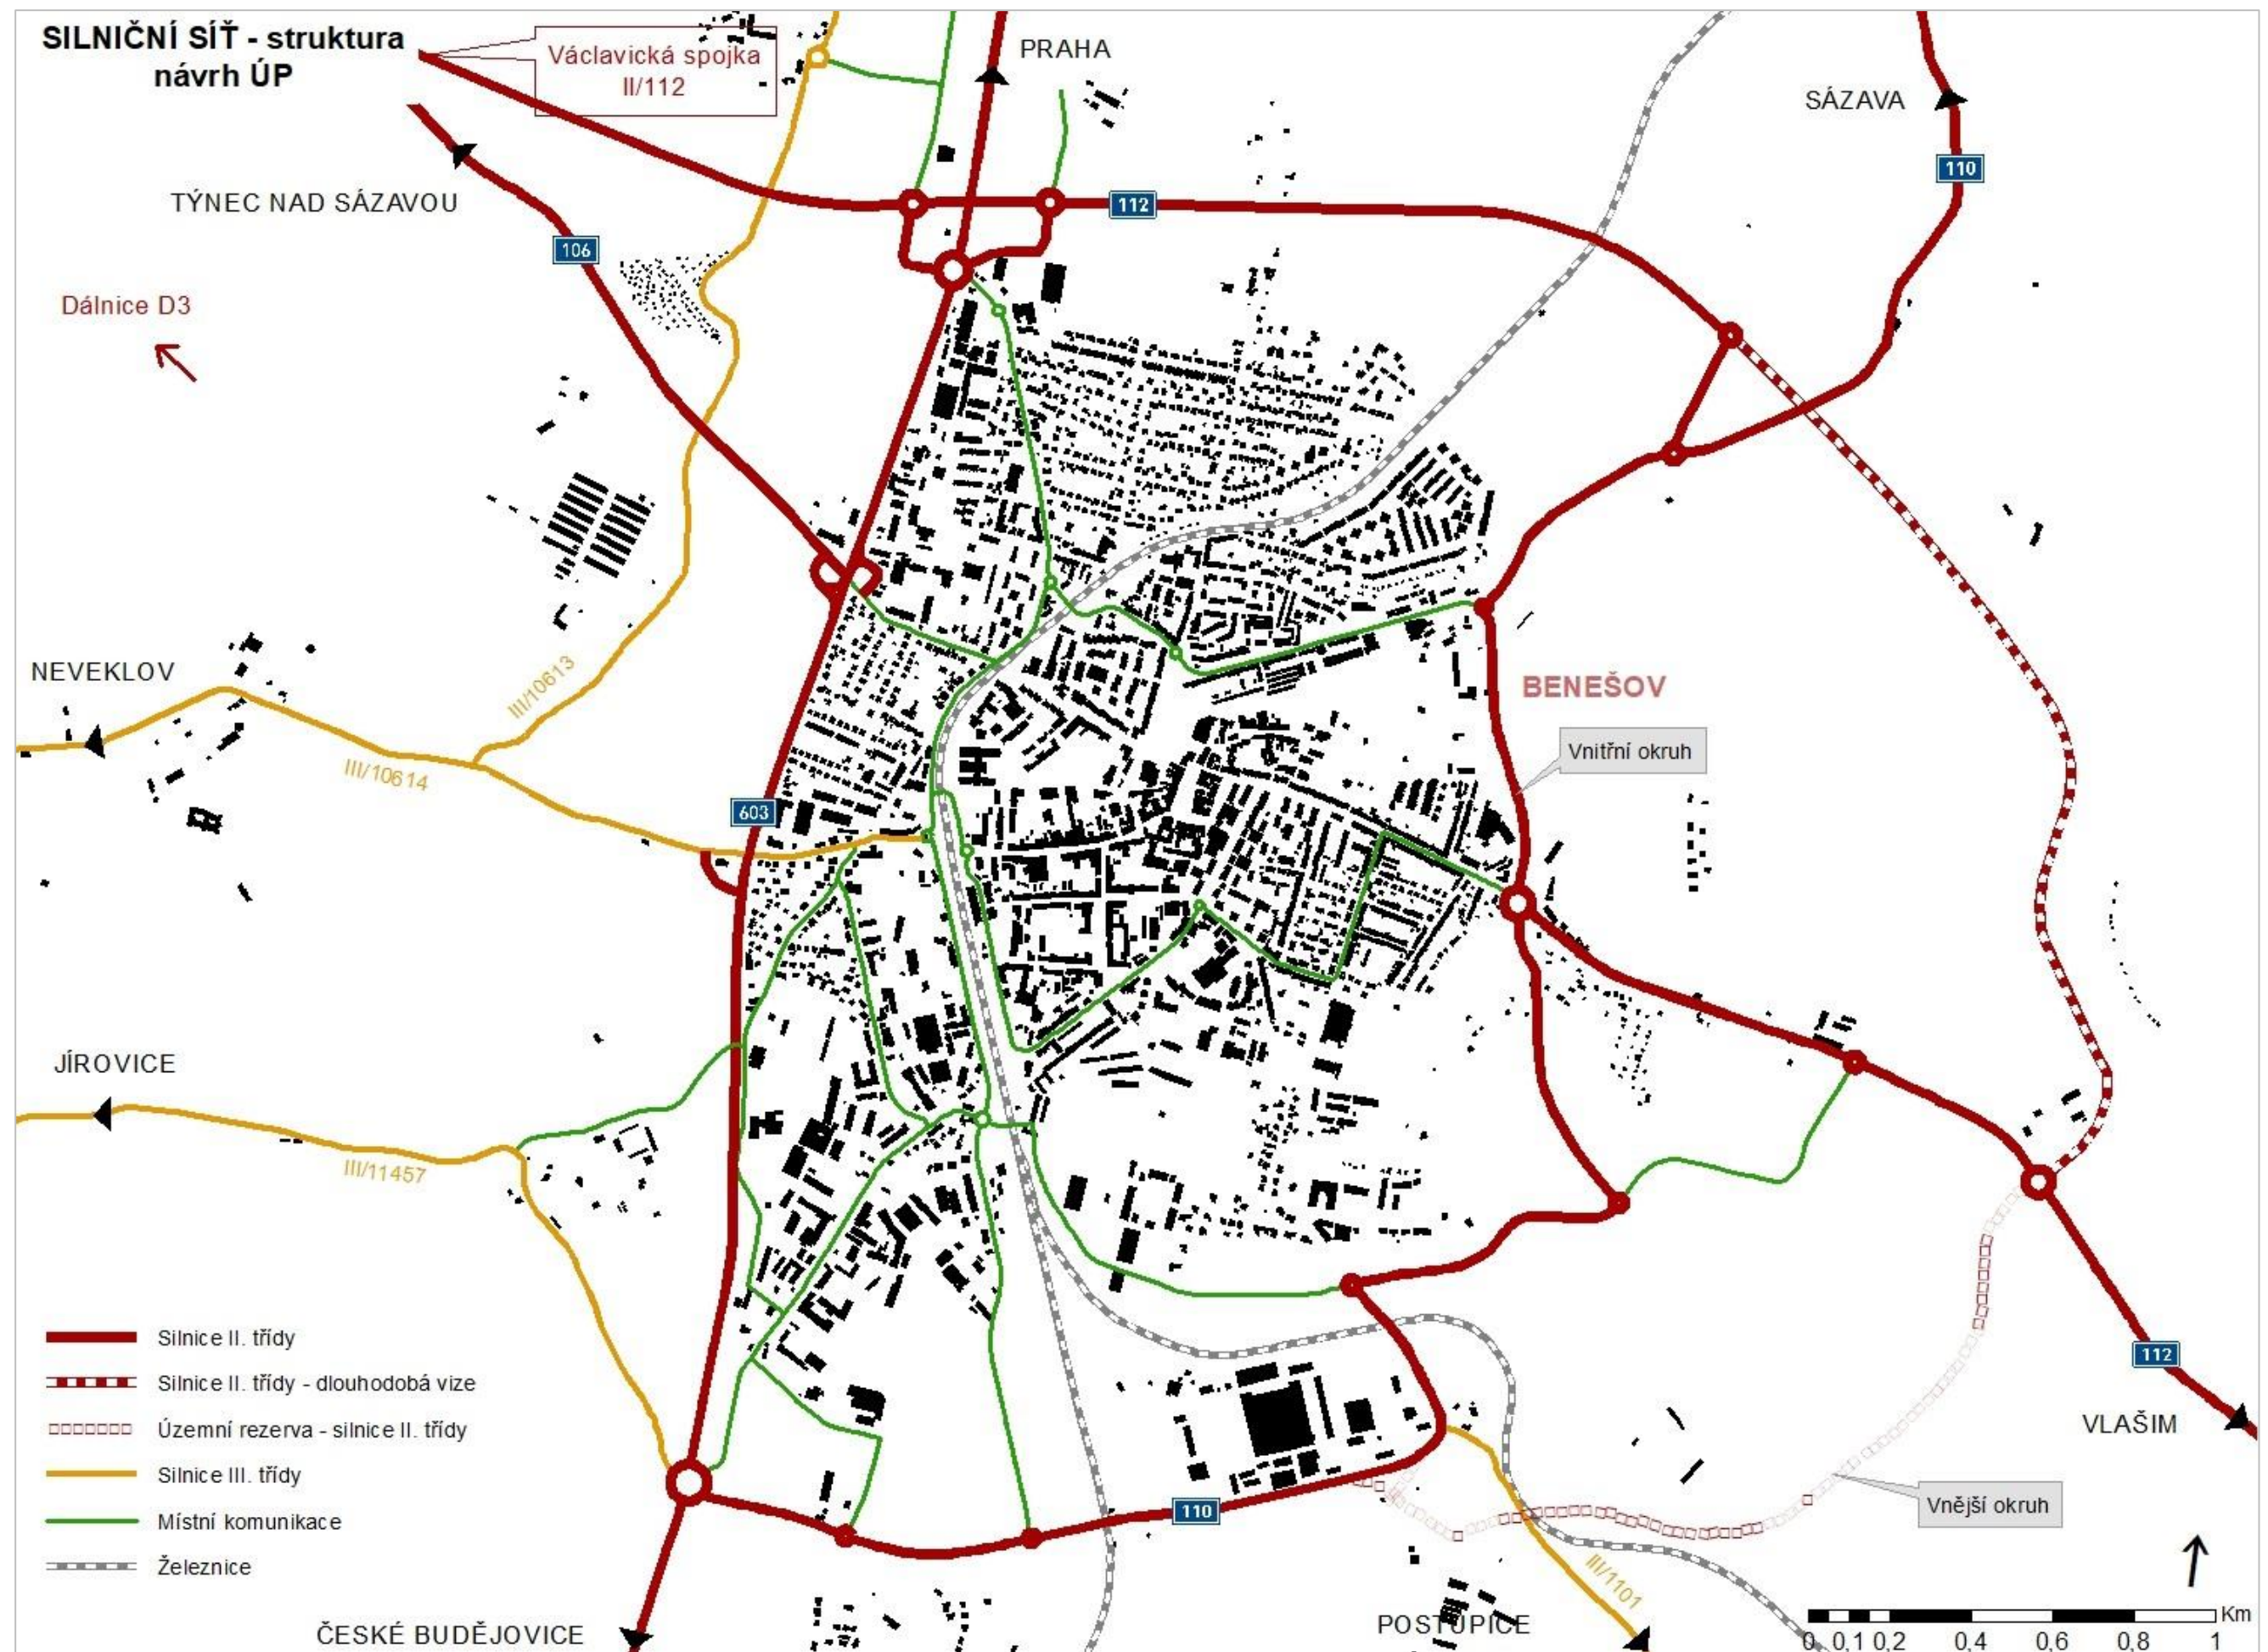 SILNIČNÍ SÍŤ - struktura
návrh ÚP
Václavická spojka
II/112
PRAHA
SÁZAVA
110
TÝNEC NAD SÁZAVOU
112
106
Dálnice D3
NEVEKLOV
III/10613
BENEŠOV
Vnitřní okruh
III/10614
603
JÍROVICE
III/11457
Silnice II. třídy
Silnice II. třídy - dlouhodobá vize
Územní rezerva - silnice II. třídy
Silnice III. třídy
Místní komunikace
Železnice
112
VLAŠIM
Vnější okruh
110
III/1101
ČESKÉ BUDĚJOVICE
POSTUPICE
Km
0 0,1 0,2 0,4 0,6 0,8 1